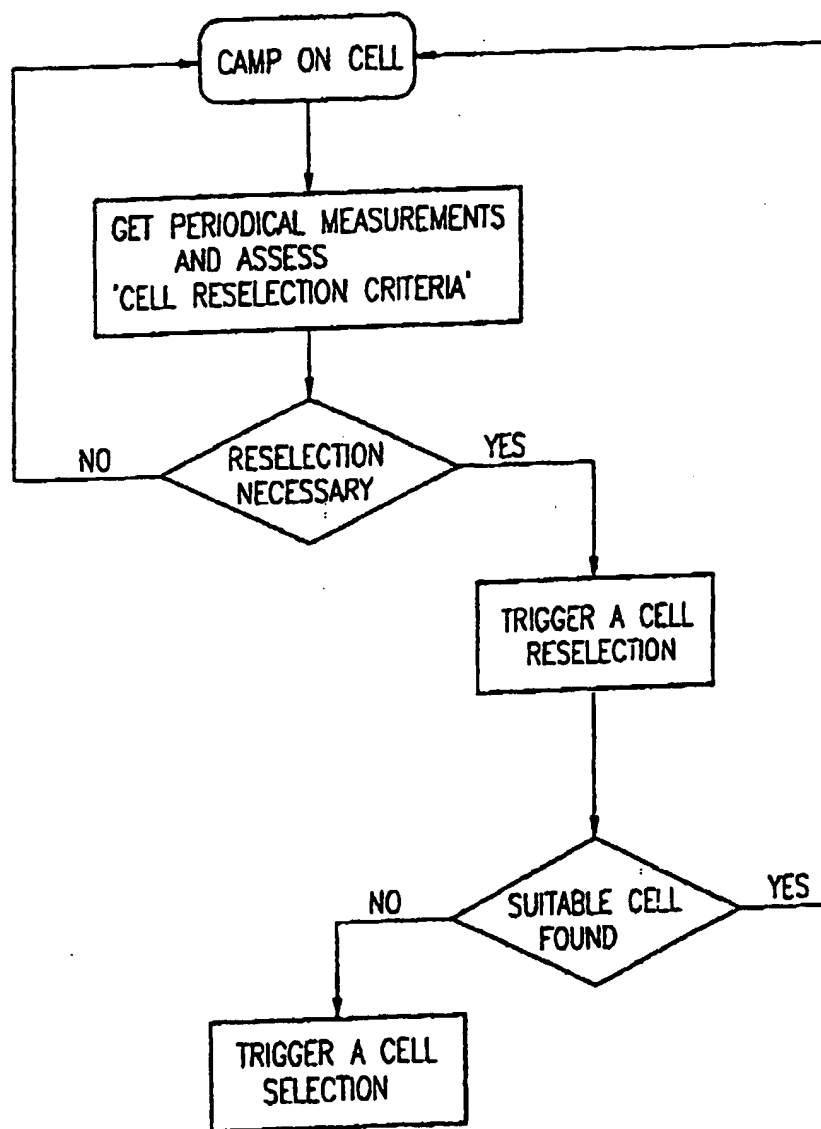 CAMP ON CELL
GET PERIODICAL MEASUREMENTS
AND ASSESS
'CELL RESELECTION CRITERIA'
NO
RESELECTION
NECESSARY
YES
TRIGGER A CELL
RESELECTION
NO
SUITABLE CELL
FOUND
YES
TRIGGER A CELL
SELECTION